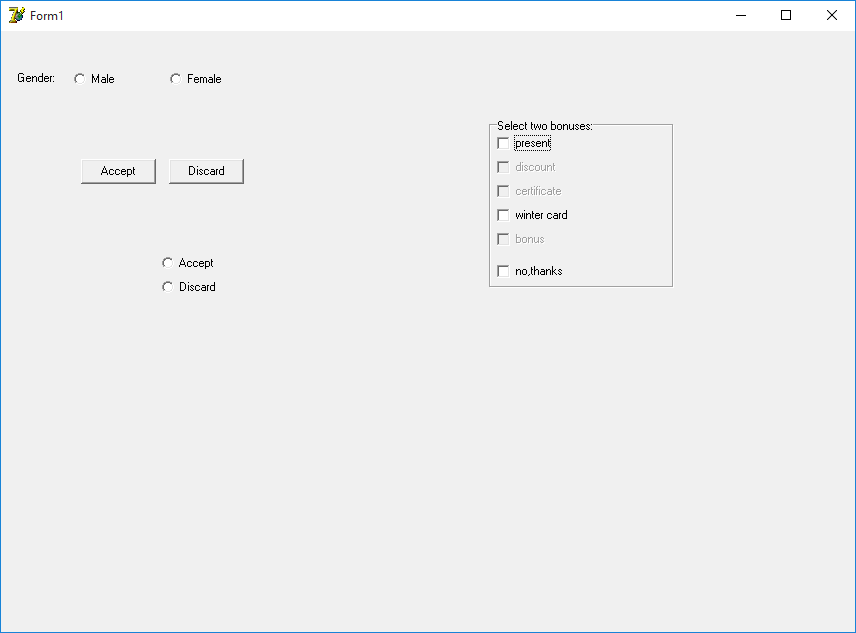 Form1
Gender: Male Female
Select two bonuses:
present
Accept Discard
discount
certificate
winter card
bonus
Accept
no,thanks
Discard